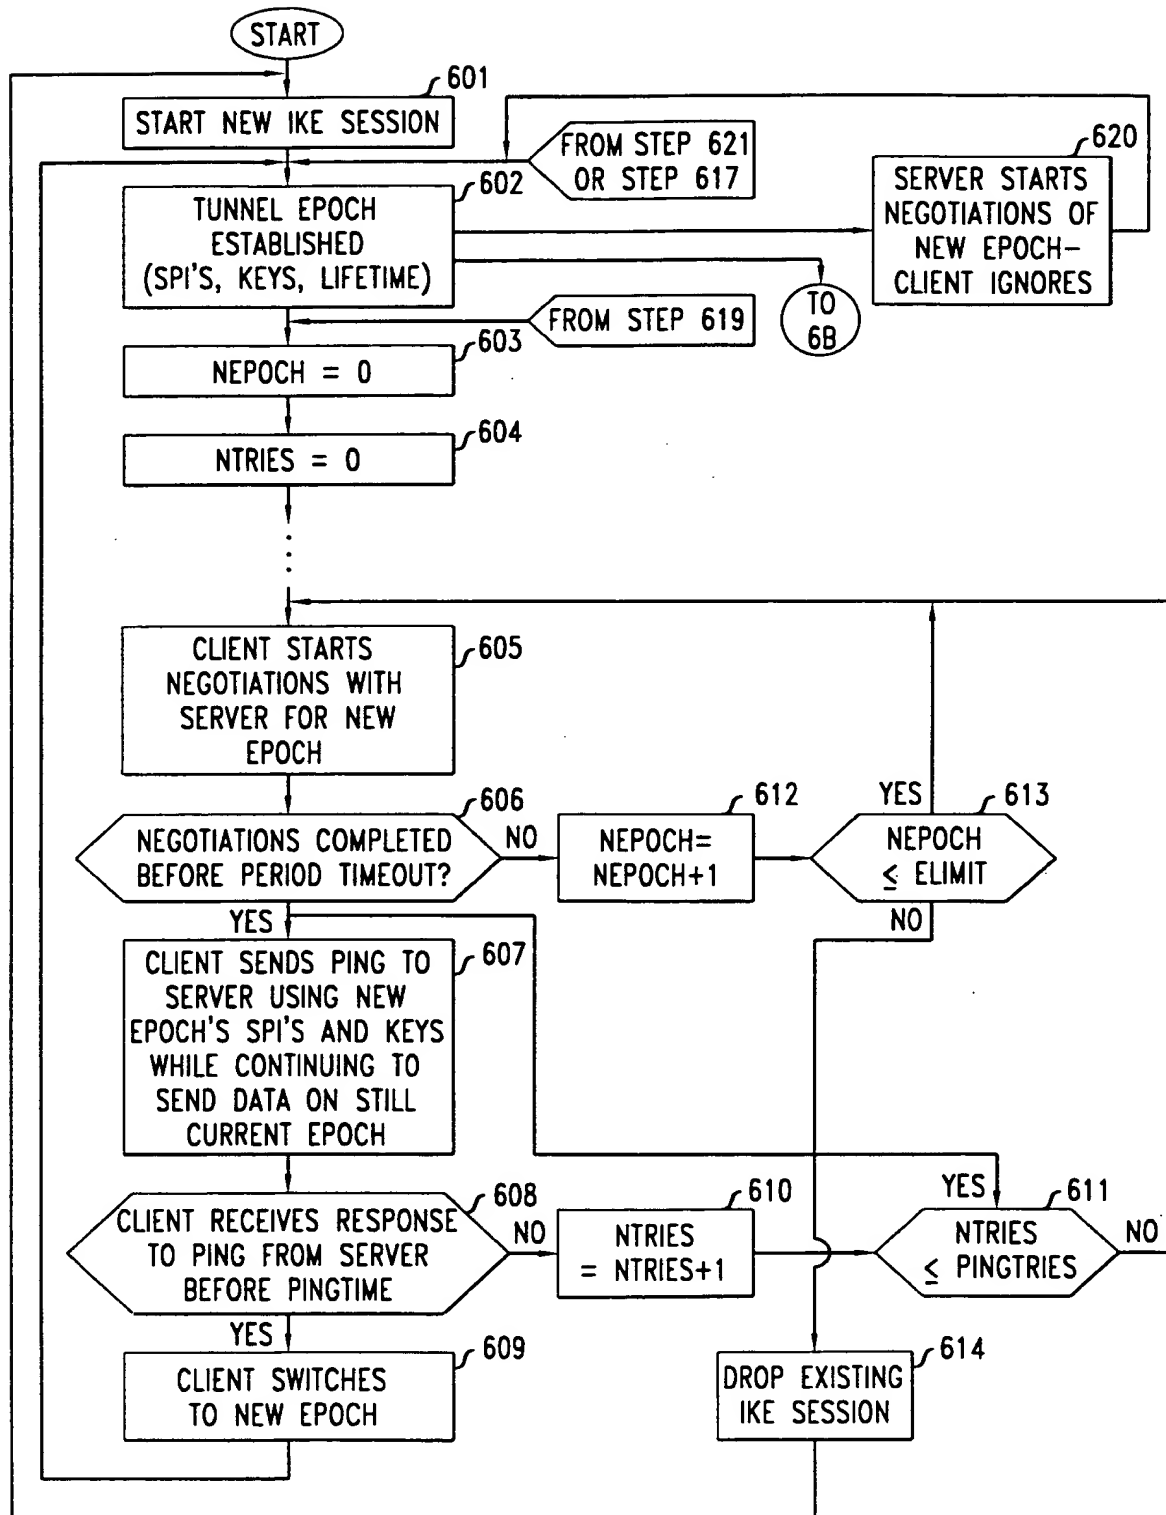 START
601
START NEW IKE SESSION
FROM STEP 621
OR STEP 617
620
SERVER STARTS
NEGOTIATIONS OF
NEW EPOCH-
CLIENT IGNORES
602
TUNNEL EPOCH
ESTABLISHED
(SPI'S, KEYS, LIFETIME)
TO
6B
FROM STEP 619
603
NEPOCH = 0
604
NTRIES = 0
605
CLIENT STARTS
NEGOTIATIONS WITH
SERVER FOR NEW
EPOCH
606
NEGOTIATIONS COMPLETED
BEFORE PERIOD TIMEOUT?
NO
YES
612
NEPOCH=
NEPOCH+1
YES
613
NEPOCH
≤ ELIMIT
NO
607
CLIENT SENDS PING TO
SERVER USING NEW
EPOCH'S SPI'S AND KEYS
WHILE CONTINUING TO
SEND DATA ON STILL
CURRENT EPOCH
608
CLIENT RECEIVES RESPONSE
TO PING FROM SERVER
BEFORE PINGTIME
NO
YES
610
NTRIES
= NTRIES+1
YES
611
NTRIES
≤ PINGTRIES
NO
609
CLIENT SWITCHES
TO NEW EPOCH
614
DROP EXISTING
IKE SESSION